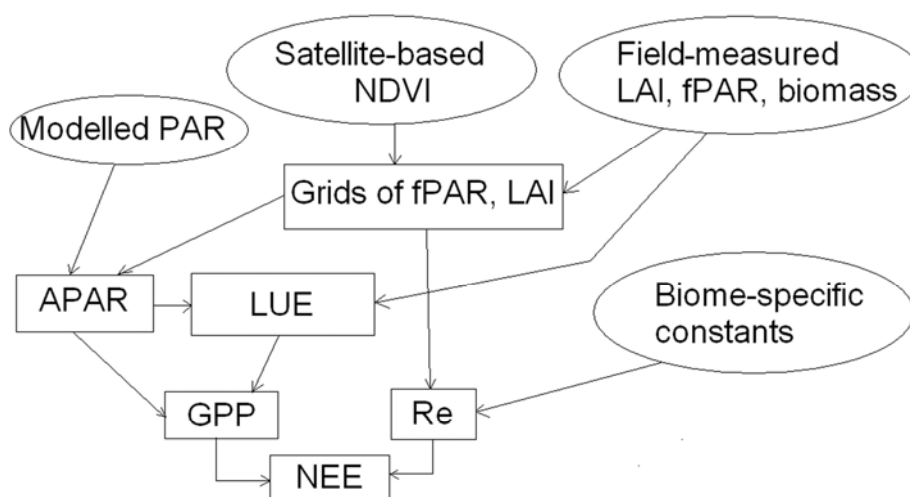 Satellite-based
NDVI
Field-measured
LAI, fPAR, biomass
Modelled PAR
Grids of fPAR, LAI
APAR
LUE
Biome-specific
constants
GPP
Re
NEE